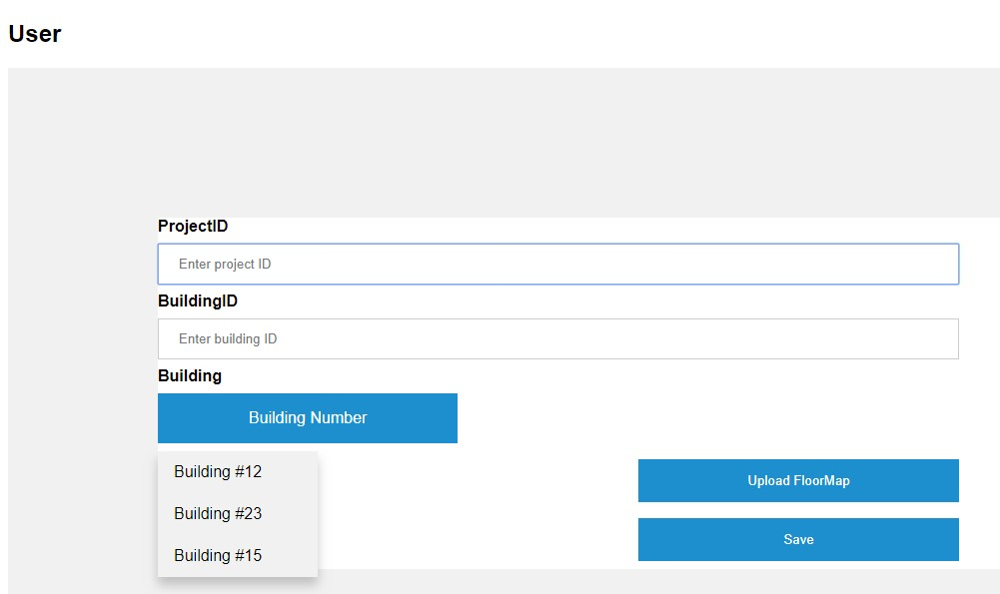 User
ProjectID
Enter project ID
BuildingID
Enter building ID
Building
Building Number
Building #12
Building #23
Building #15
Upload FloorMap
Save